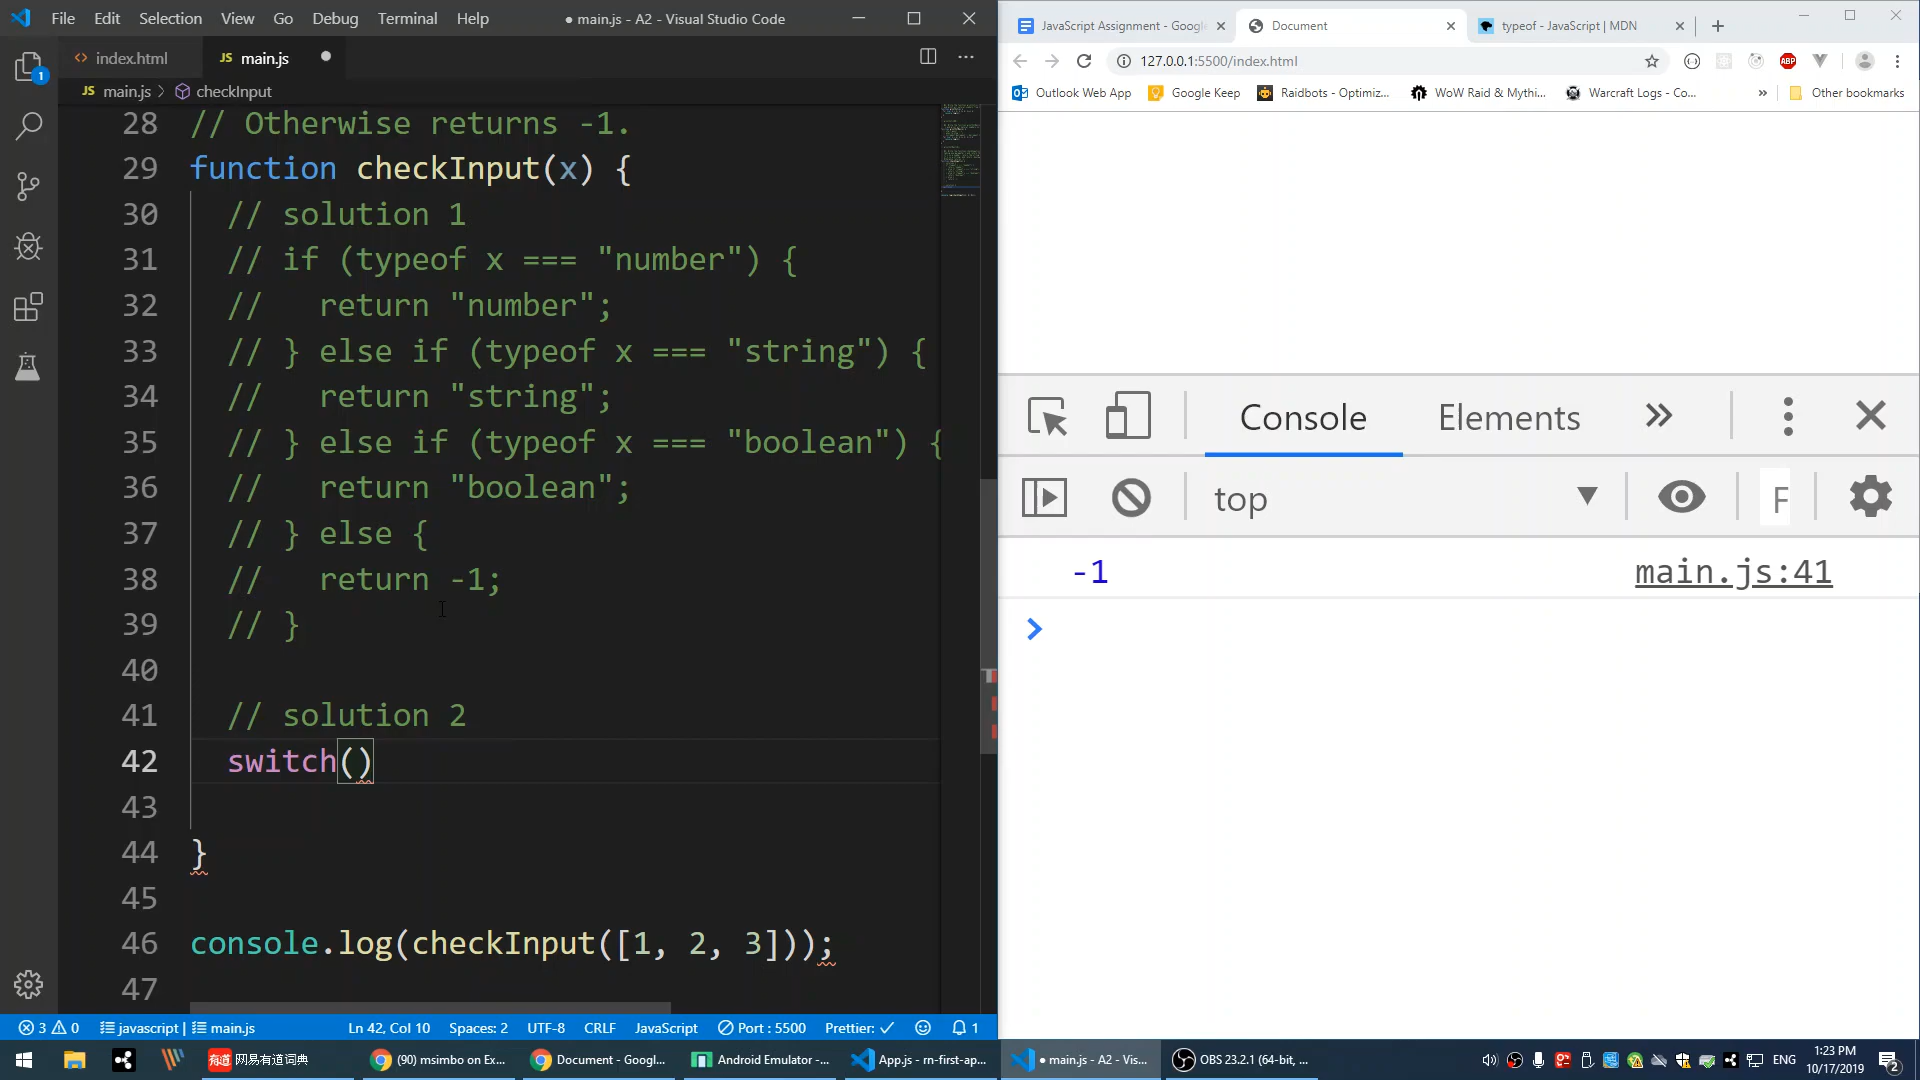 File Edit Selection View Go Debug Terminal Help ● main.js - A2 - Visual Studio Code
<> index.html JS main.js ●
JS main.js > checkInput
28 // Otherwise returns -1.
29 function checkInput(x) {
30 // solution 1
31 // if (typeof x === "number") {
32 // return "number";
33 // } else if (typeof x === "string") {
34 // return "string";
35 // } else if (typeof x === "boolean") {
36 // return "boolean";
37 // } else {
38 // return -1;
39 // }
40
41 // solution 2
42 switch()
43
44 }
45
46 console.log(checkInput([1, 2, 3]));
47
3 0 javascript | main.js Ln 42, Col 10 Spaces: 2 UTF-8 CRLF JavaScript Port : 5500 Prettier: ✓ 1
JavaScript Assignment - Google Document typeof - JavaScript | MDN
127.0.0.1:5500/index.html
Outlook Web App Google Keep Raidbots - Optimiz... WoW Raid & Mythi... Warcraft Logs - Co... » Other bookmarks
Console Elements »
top F
-1 main.js:41
>
有道 网易有道词典 (90) msimbo on Ex... Document - Googl... Android Emulator -... App.js - rn-first-ap... ● main.js - A2 - Vis... OBS 23.2.1 (64-bit, ... ENG 1:23 PM
10/17/2019 2